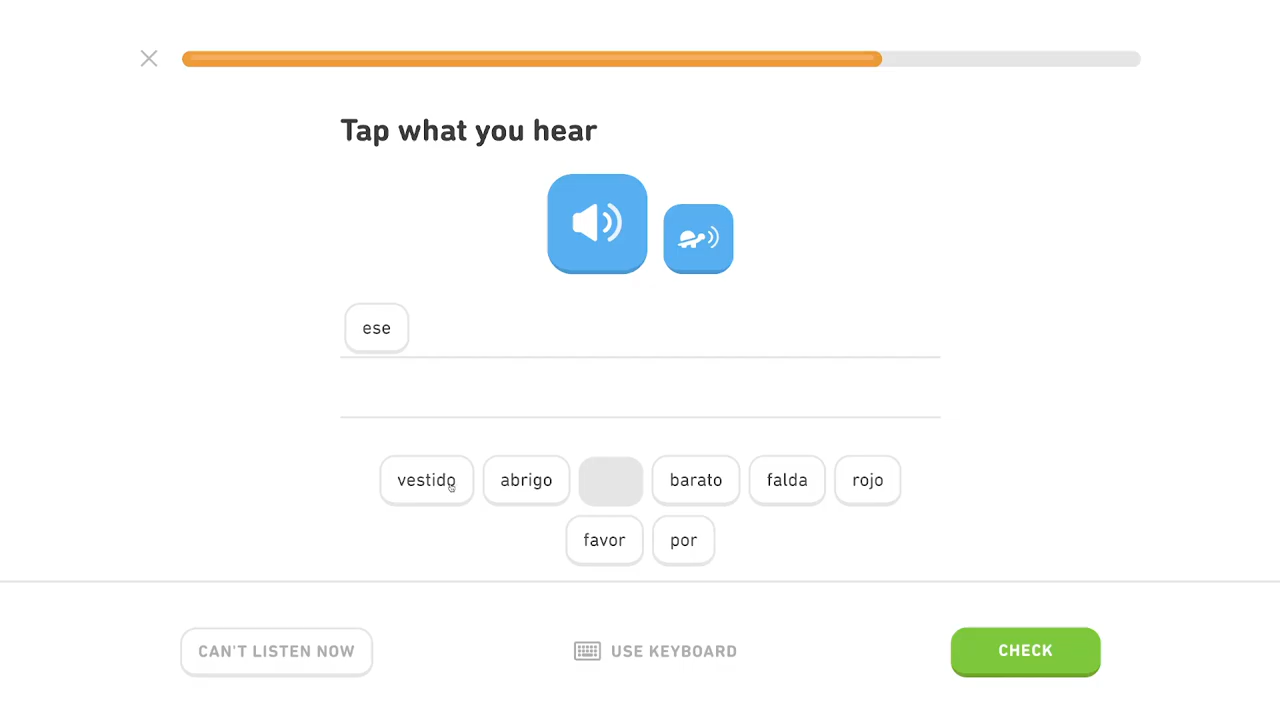 Tap what you hear
ese
vestido abrigo barato falda rojo
favor por
CAN'T LISTEN NOW USE KEYBOARD CHECK